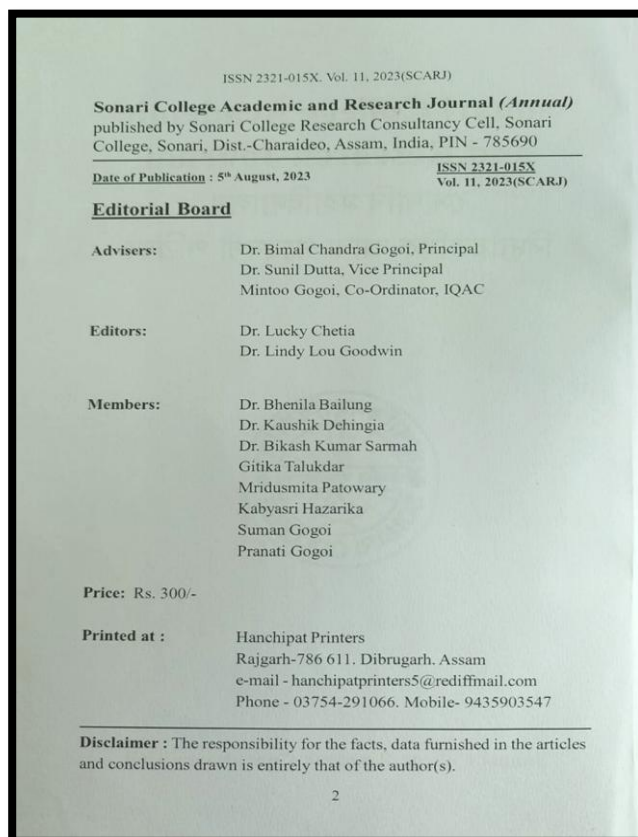 ISSN 2321-015X. Vol. 11, 2023(SCARJ)
Sonari College Academic and Research Journal (Annual)
published by Sonari College Research Consultancy Cell, Sonari
College, Sonari, Dist.-Charaideo, Assam, India, PIN - 785690
Date of Publication : 5th August, 2023
ISSN 2321-015X
Vol. 11, 2023(SCARJ)
Editorial Board
Advisers: Dr. Bimal Chandra Gogoi, Principal
Dr. Sunil Dutta, Vice Principal
Mintoo Gogoi, Co-Ordinator, IQAC
Editors: Dr. Lucky Chetia
Dr. Lindy Lou Goodwin
Members: Dr. Bhenila Bailung
Dr. Kaushik Dehingia
Dr. Bikash Kumar Sarmah
Gitika Talukdar
Mridusmita Patowary
Kabyasri Hazarika
Suman Gogoi
Pranati Gogoi
Price: Rs. 300/-
Printed at : Hanchipat Printers
Rajgarh-786 611. Dibrugarh. Assam
e-mail - hanchipatprinters5@rediffmail.com
Phone - 03754-291066. Mobile- 9435903547
Disclaimer : The responsibility for the facts, data furnished in the articles
and conclusions drawn is entirely that of the author(s).
2